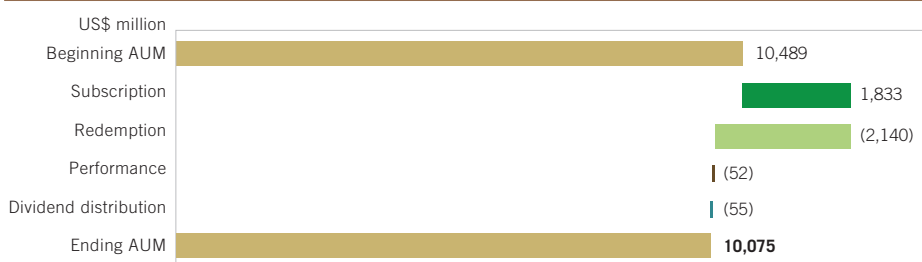 US$ million
Beginning AUM 10,489
Subscription 1,833
Redemption (2,140)
Performance (52)
Dividend distribution (55)
Ending AUM 10,075